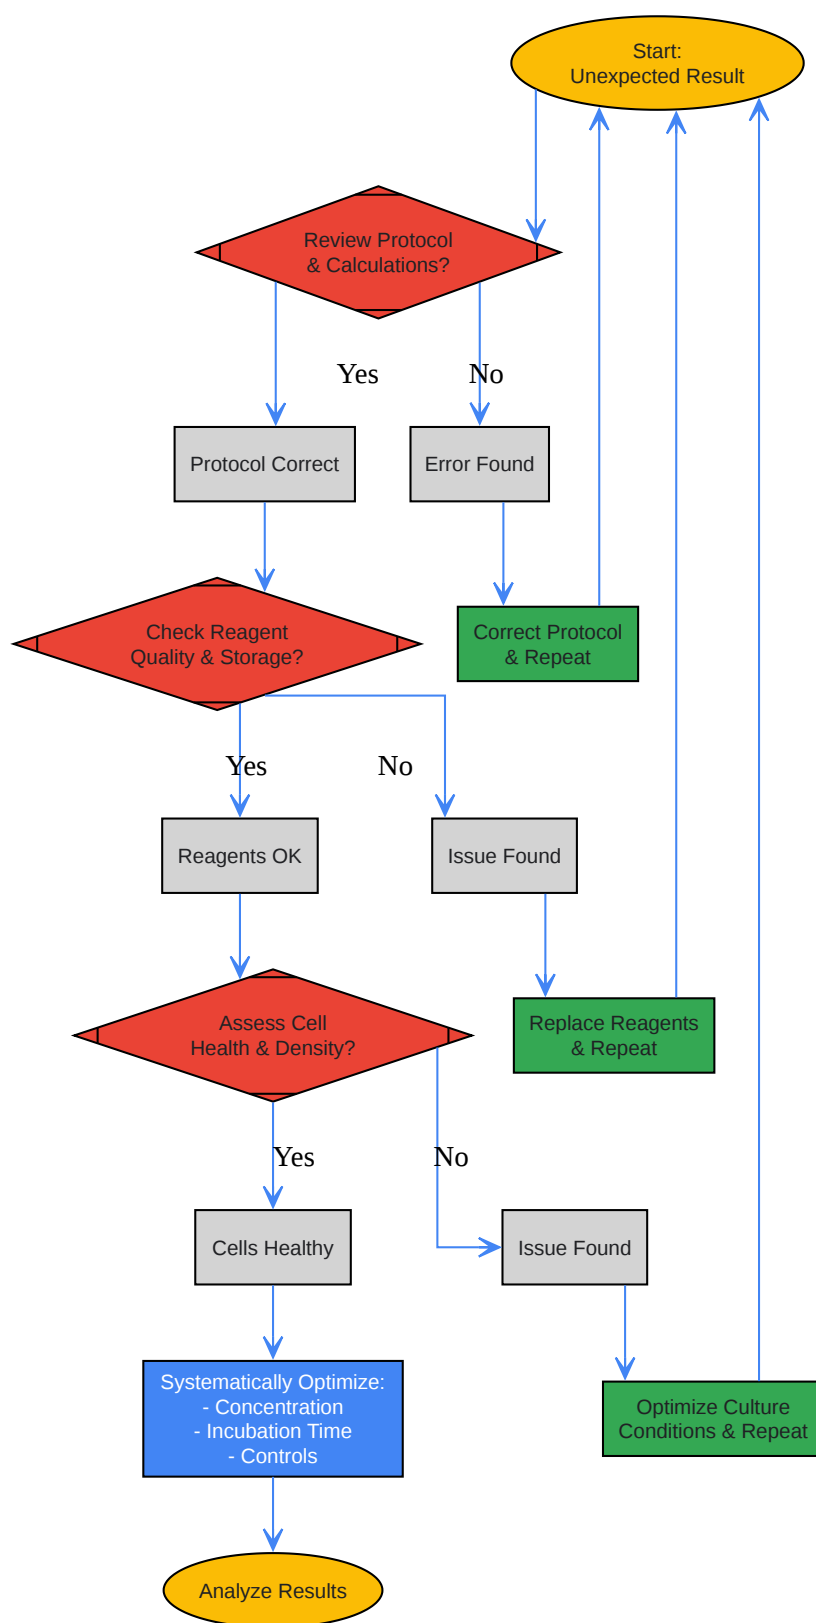 Start:
Unexpected Result
Review Protocol
& Calculations?
Yes
No
Protocol Correct
Error Found
Check Reagent
Quality & Storage?
Correct Protocol
& Repeat
Yes
No
Reagents OK
Issue Found
Assess Cell
Health & Density?
Replace Reagents
& Repeat
Yes
No
Cells Healthy
Issue Found
Systematically Optimize:
- Concentration
- Incubation Time
- Controls
Optimize Culture
Conditions & Repeat
Analyze Results